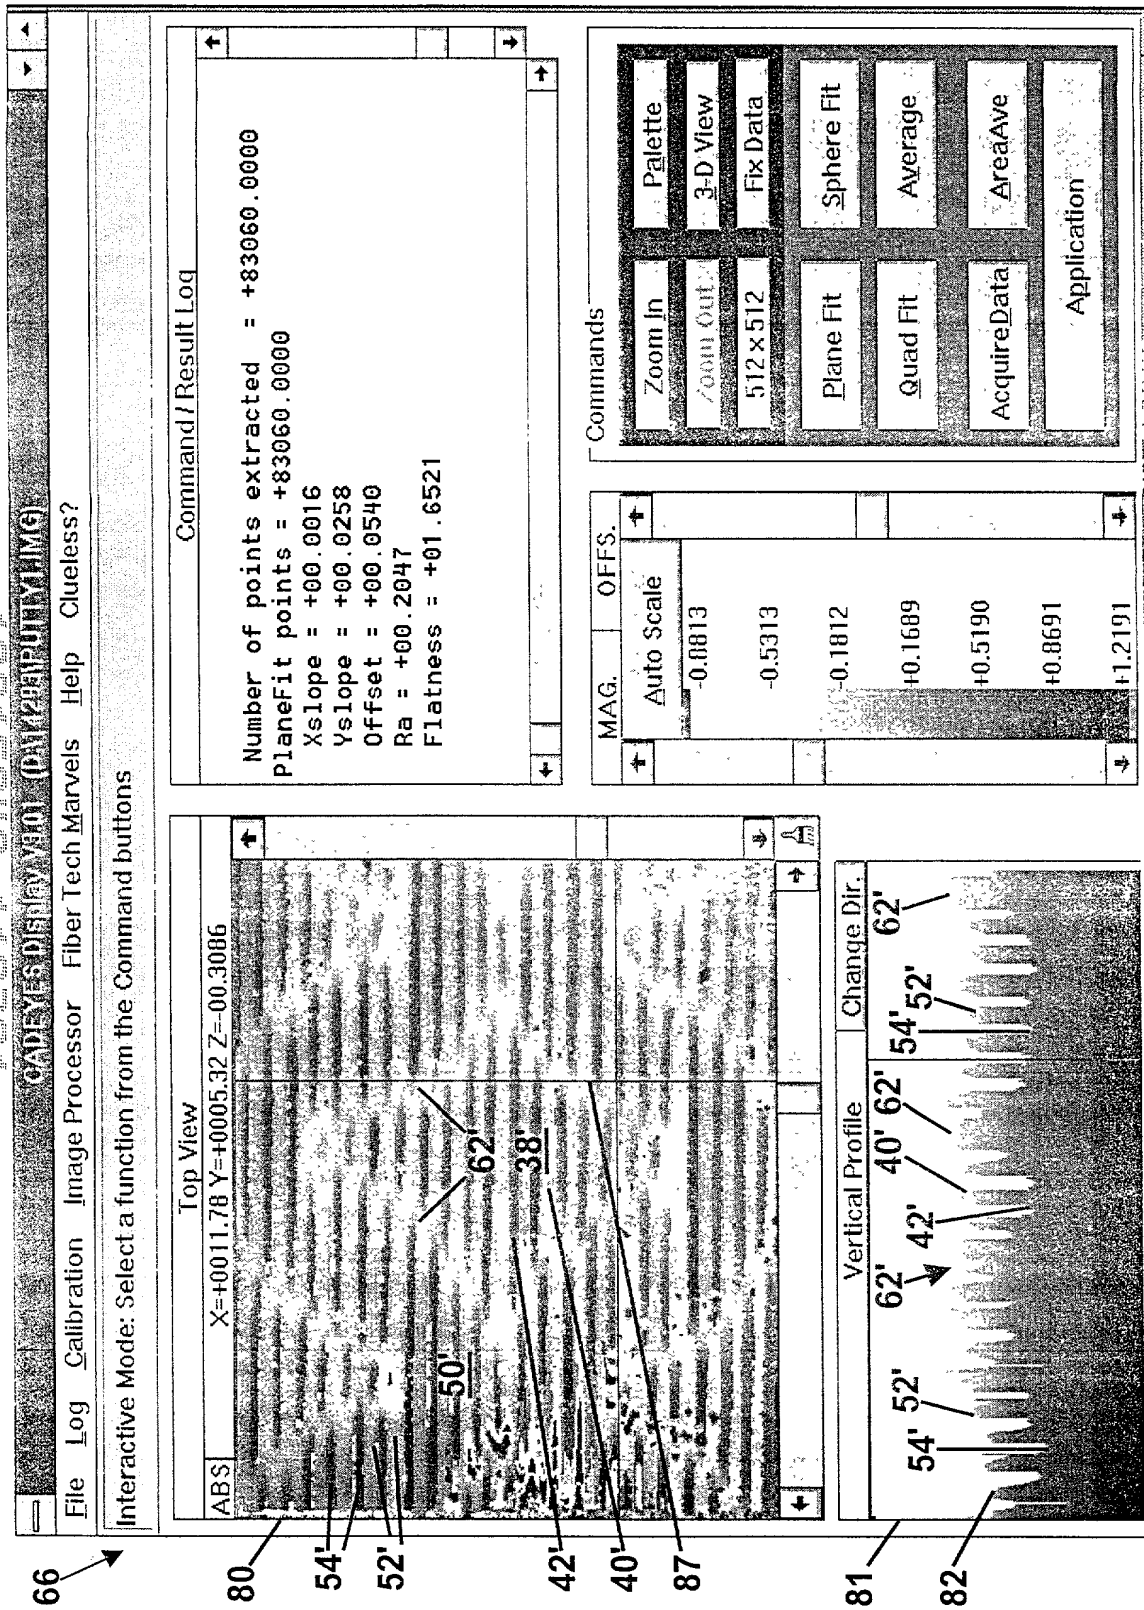 CADEYES Display V8.01 (DA14293\PUTTY1.IMG)
File Log Calibration Image Processor Fiber Tech Marvels Help Clueless?
Interactive Mode: Select a function from the Command buttons
66
Top View
ABS X=+0011.78 Y=+0005.32 Z=-00.3086
80
54'
52'
50'
62'
38'
42'
40'
87
Command / Result Log
Number of points extracted = +83060.0000
PlaneFit points = +83060.0000
Xslope = +00.0016
Yslope = +00.0258
Offset = +00.0540
Ra = +00.2047
Flatness = +01.6521
Vertical Profile
Change Dir.
81
82
54'
52'
62'
42'
40'
62'
54'
52'
62'
MAG. OFFS.
Auto Scale
-0.8813
-0.5313
-0.1812
+0.1689
+0.5190
+0.8691
+1.2191
Commands
Zoom In Palette
Zoom Out 3-D View
512 x 512 Fix Data
Plane Fit Sphere Fit
Quad Fit Average
AcquireData AreaAve
Application